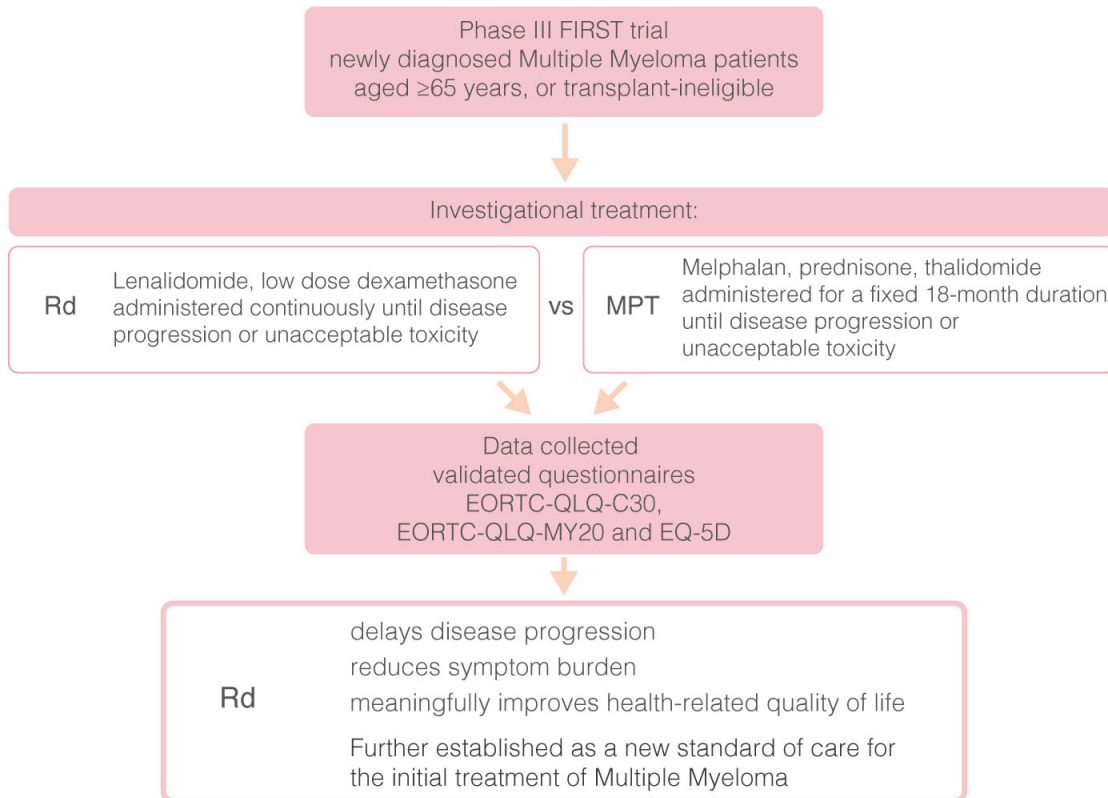 Phase III FIRST trial
newly diagnosed Multiple Myeloma patients
aged ≥65 years, or transplant-ineligible
Investigational treatment:
Rd
Lenalidomide, low dose dexamethasone
administered continuously until disease
progression or unacceptable toxicity
vs
MPT
Melphalan, prednisone, thalidomide
administered for a fixed 18-month duration
until disease progression or
unacceptable toxicity
Data collected
validated questionnaires
EORTC-QLQ-C30,
EORTC-QLQ-MY20 and EQ-5D
Rd
delays disease progression
reduces symptom burden
meaningfully improves health-related quality of life
Further established as a new standard of care for
the initial treatment of Multiple Myeloma